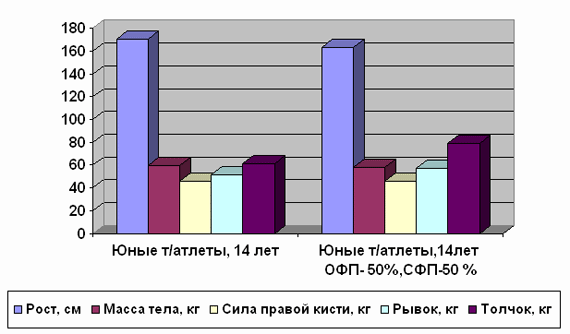 180
160
140
120
100
80
60
40
20
0
Юные т/атлеты, 14 лет
Юные т/атлеты,14лет
ОФП- 50%,СФП-50 %
Рост, см Масса тела, кг Сила правой кисти, кг Рывок, кг Толчок, кг